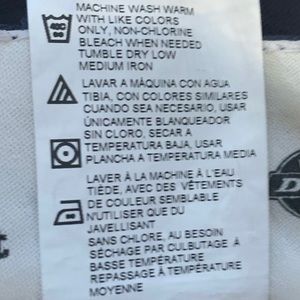 MACHINE WASH WARM
WITH LIKE COLORS
ONLY, NON-CHLORINE
BLEACH WHEN NEEDED
TUMBLE DRY LOW
MEDIUM IRON
LAVAR A MÁQUINA CON AGUA
TIBIA, CON COLORES SIMILARES
CUANDO SEA NECESARIO, USAR
ÚNICAMENTE BLANQUEADOR
SIN CLORO, SECAR A
TEMPERATURA BAJA, USAR
PLANCHA A TEMPERATURA MEDIA
LAVER À LA MACHINE À L'EAU
TIÈDE, AVEC DES VÊTEMENTS
DE COULEUR SEMBLABLE
N'UTILISER QUE DU
JAVELLISANT
SANS CHLORE, AU BESOIN
SÉCHAGE PAR CULBUTAGE À
BASSE TEMPÉRATURE
REPASSAGE À TEMPÉRATURE
MOYENNE